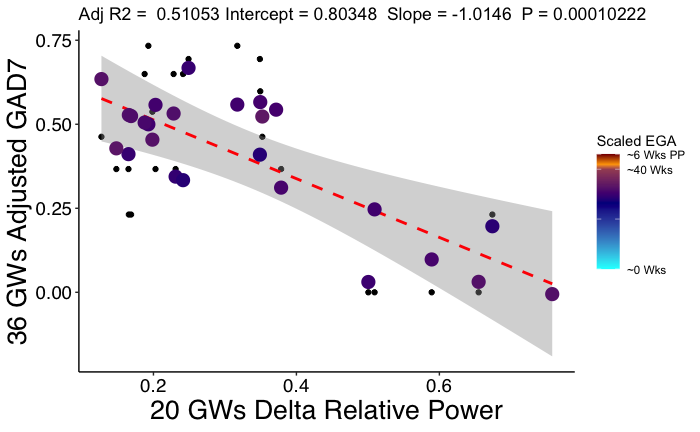 Adj R2 = 0.51053 Intercept = 0.80348 Slope = -1.0146 P = 0.00010222
36 GWs Adjusted GAD7
0.75
0.50
0.25
0.00
0.2
0.4
0.6
20 GWs Delta Relative Power
Scaled EGA
~6 Wks PP
~40 Wks
~0 Wks